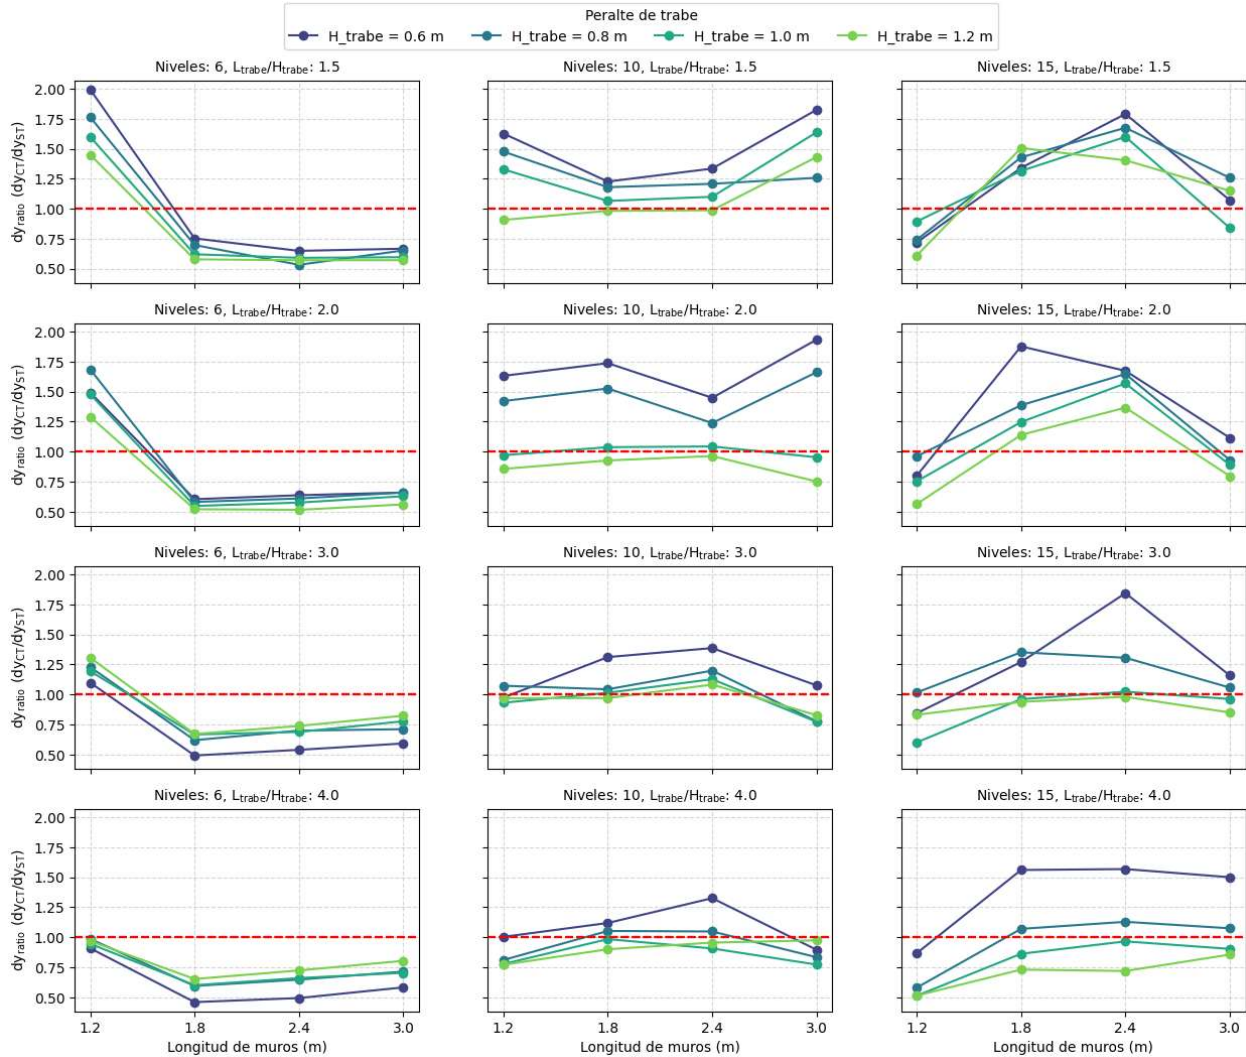 Peralte de trabe
H_trabe = 0.6 m H_trabe = 0.8 m H_trabe = 1.0 m H_trabe = 1.2 m
Niveles: 6, L_trabe/H_trabe: 1.5 Niveles: 10, L_trabe/H_trabe: 1.5 Niveles: 15, L_trabe/H_trabe: 1.5
2.00
1.75
1.50
1.25
1.00
0.75
0.50
dy_ratio (dy_CT/dy_ST)
Niveles: 6, L_trabe/H_trabe: 2.0 Niveles: 10, L_trabe/H_trabe: 2.0 Niveles: 15, L_trabe/H_trabe: 2.0
2.00
1.75
1.50
1.25
1.00
0.75
0.50
dy_ratio (dy_CT/dy_ST)
Niveles: 6, L_trabe/H_trabe: 3.0 Niveles: 10, L_trabe/H_trabe: 3.0 Niveles: 15, L_trabe/H_trabe: 3.0
2.00
1.75
1.50
1.25
1.00
0.75
0.50
dy_ratio (dy_CT/dy_ST)
Niveles: 6, L_trabe/H_trabe: 4.0 Niveles: 10, L_trabe/H_trabe: 4.0 Niveles: 15, L_trabe/H_trabe: 4.0
2.00
1.75
1.50
1.25
1.00
0.75
0.50
dy_ratio (dy_CT/dy_ST)
1.2 1.8 2.4 3.0 1.2 1.8 2.4 3.0 1.2 1.8 2.4 3.0
Longitud de muros (m) Longitud de muros (m) Longitud de muros (m)